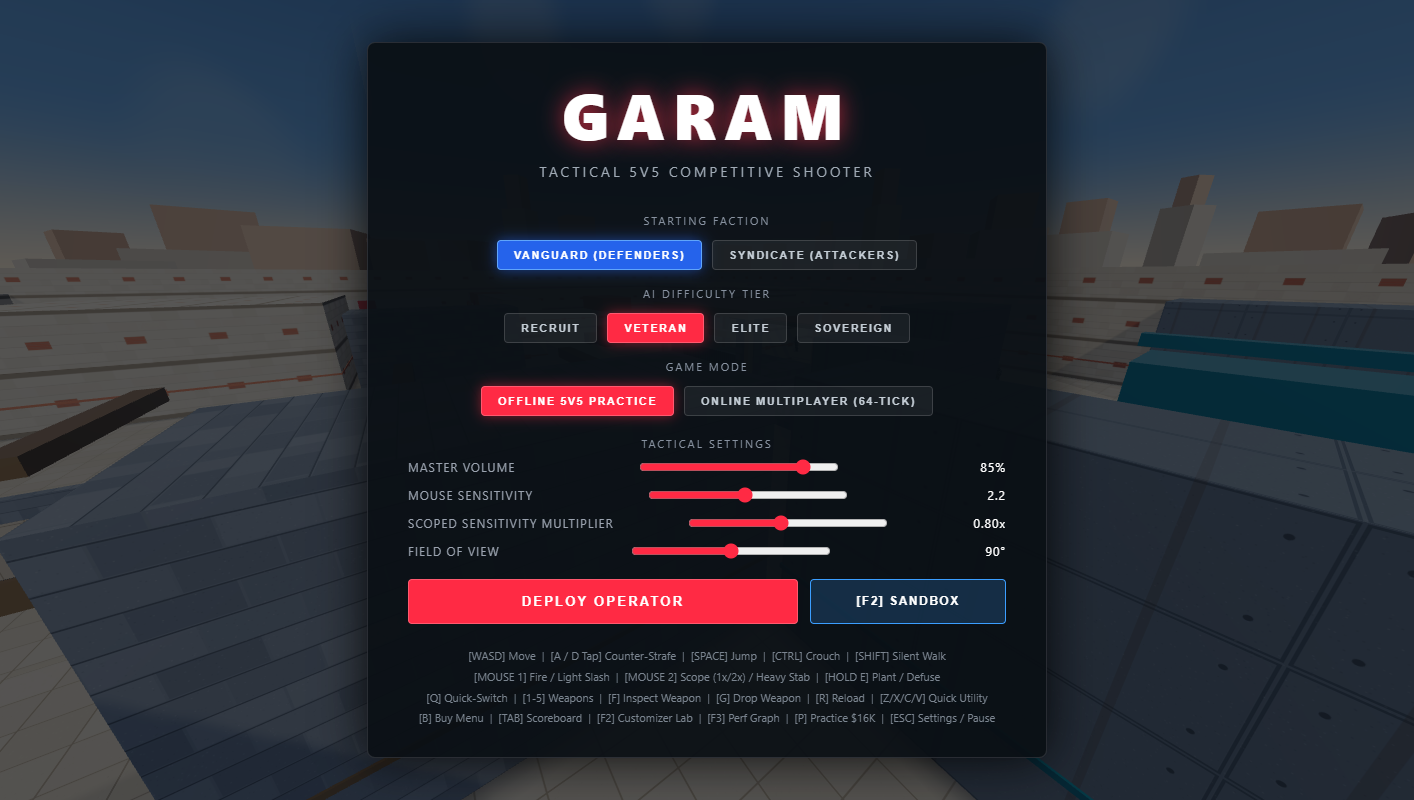 GARAM
TACTICAL 5V5 COMPETITIVE SHOOTER
STARTING FACTION
VANGUARD (DEFENDERS) SYNDICATE (ATTACKERS)
AI DIFFICULTY TIER
RECRUIT VETERAN ELITE SOVEREIGN
GAME MODE
OFFLINE 5V5 PRACTICE ONLINE MULTIPLAYER (64-TICK)
TACTICAL SETTINGS
MASTER VOLUME 85%
MOUSE SENSITIVITY 2.2
SCOPED SENSITIVITY MULTIPLIER 0.80x
FIELD OF VIEW 90°
DEPLOY OPERATOR [F2] SANDBOX
[WASD] Move | [A / D Tap] Counter-Strafe | [SPACE] Jump | [CTRL] Crouch | [SHIFT] Silent Walk
[MOUSE 1] Fire / Light Slash | [MOUSE 2] Scope (1x/2x) / Heavy Stab | [HOLD E] Plant / Defuse
[Q] Quick-Switch | [1-5] Weapons | [F] Inspect Weapon | [G] Drop Weapon | [R] Reload | [Z/X/C/V] Quick Utility
[B] Buy Menu | [TAB] Scoreboard | [F2] Customizer Lab | [F3] Perf Graph | [P] Practice $16K | [ESC] Settings / Pause